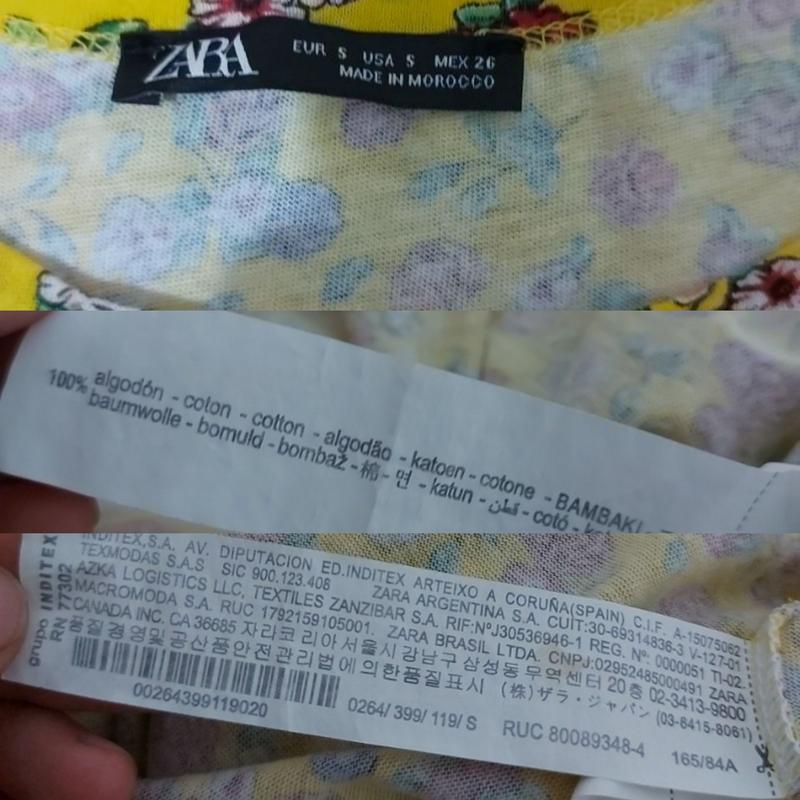 ZARA
EUR S USA S MEX 26
MADE IN MOROCCO
100% algodón - coton - cotton - algodão - katoen - cotone - BAMBAKI
baumwolle - bomuld - bombaž - 棉 - 면 - katun - قطن - cotó -
grupo INDITEX
RN 77302
INDITEX,S.A. AV. DIPUTACION ED.INDITEX ARTEIXO A CORUÑA(SPAIN) C.I.F. A-15075062
TEXMODAS S.A.S SIC 900.123.408 ZARA ARGENTINA S.A. CUIT:30-69314836-3 V-127-01
AZKA LOGISTICS LLC, TEXTILES ZANZIBAR S.A. RIF:NºJ30536946-1 REG. Nº: 0000051 TI-02.
MACROMODA S.A. RUC 1792159105001. ZARA BRASIL LTDA. CNPJ:02952485000491 ZARA
CANADA INC. CA 36685 자라코리아서울시강남구삼성동무역센터20층 02-3413-9800
품질경영및공산품안전관리법에의한품질표시 (株)ザラ・ジャパン (03-6415-8061)
00264399119020
0264/ 399/ 119/ S RUC 80089348-4 165/84A